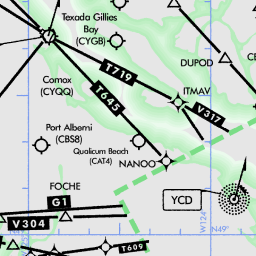 Texada Gillies
Bay
(CYGB)
DUPOD
T719
Comox
(CYQQ)
ITMAV
T645
V317
Port Alberni
(CBS8)
Qualicum Beach
(CAT4)
NANOO
FOCHE
YCD
G1
V304
W124°
N49°
T609